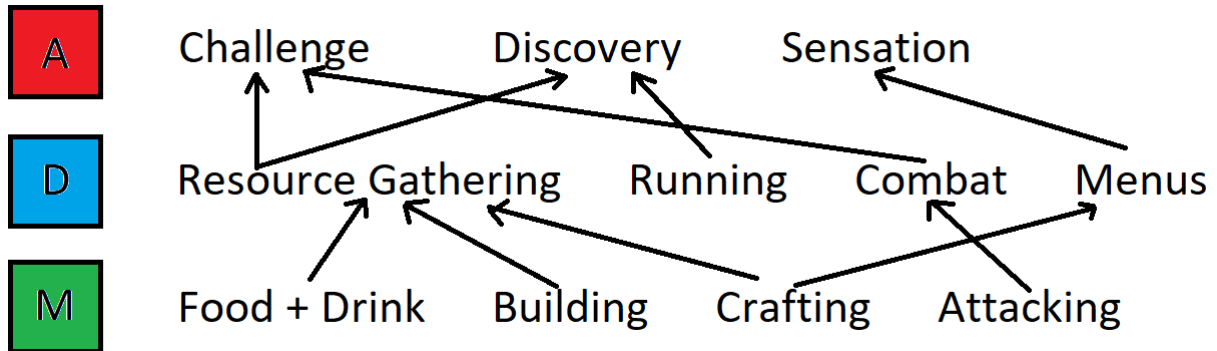 A Challenge Discovery Sensation
D Resource Gathering Running Combat Menus
M Food + Drink Building Crafting Attacking